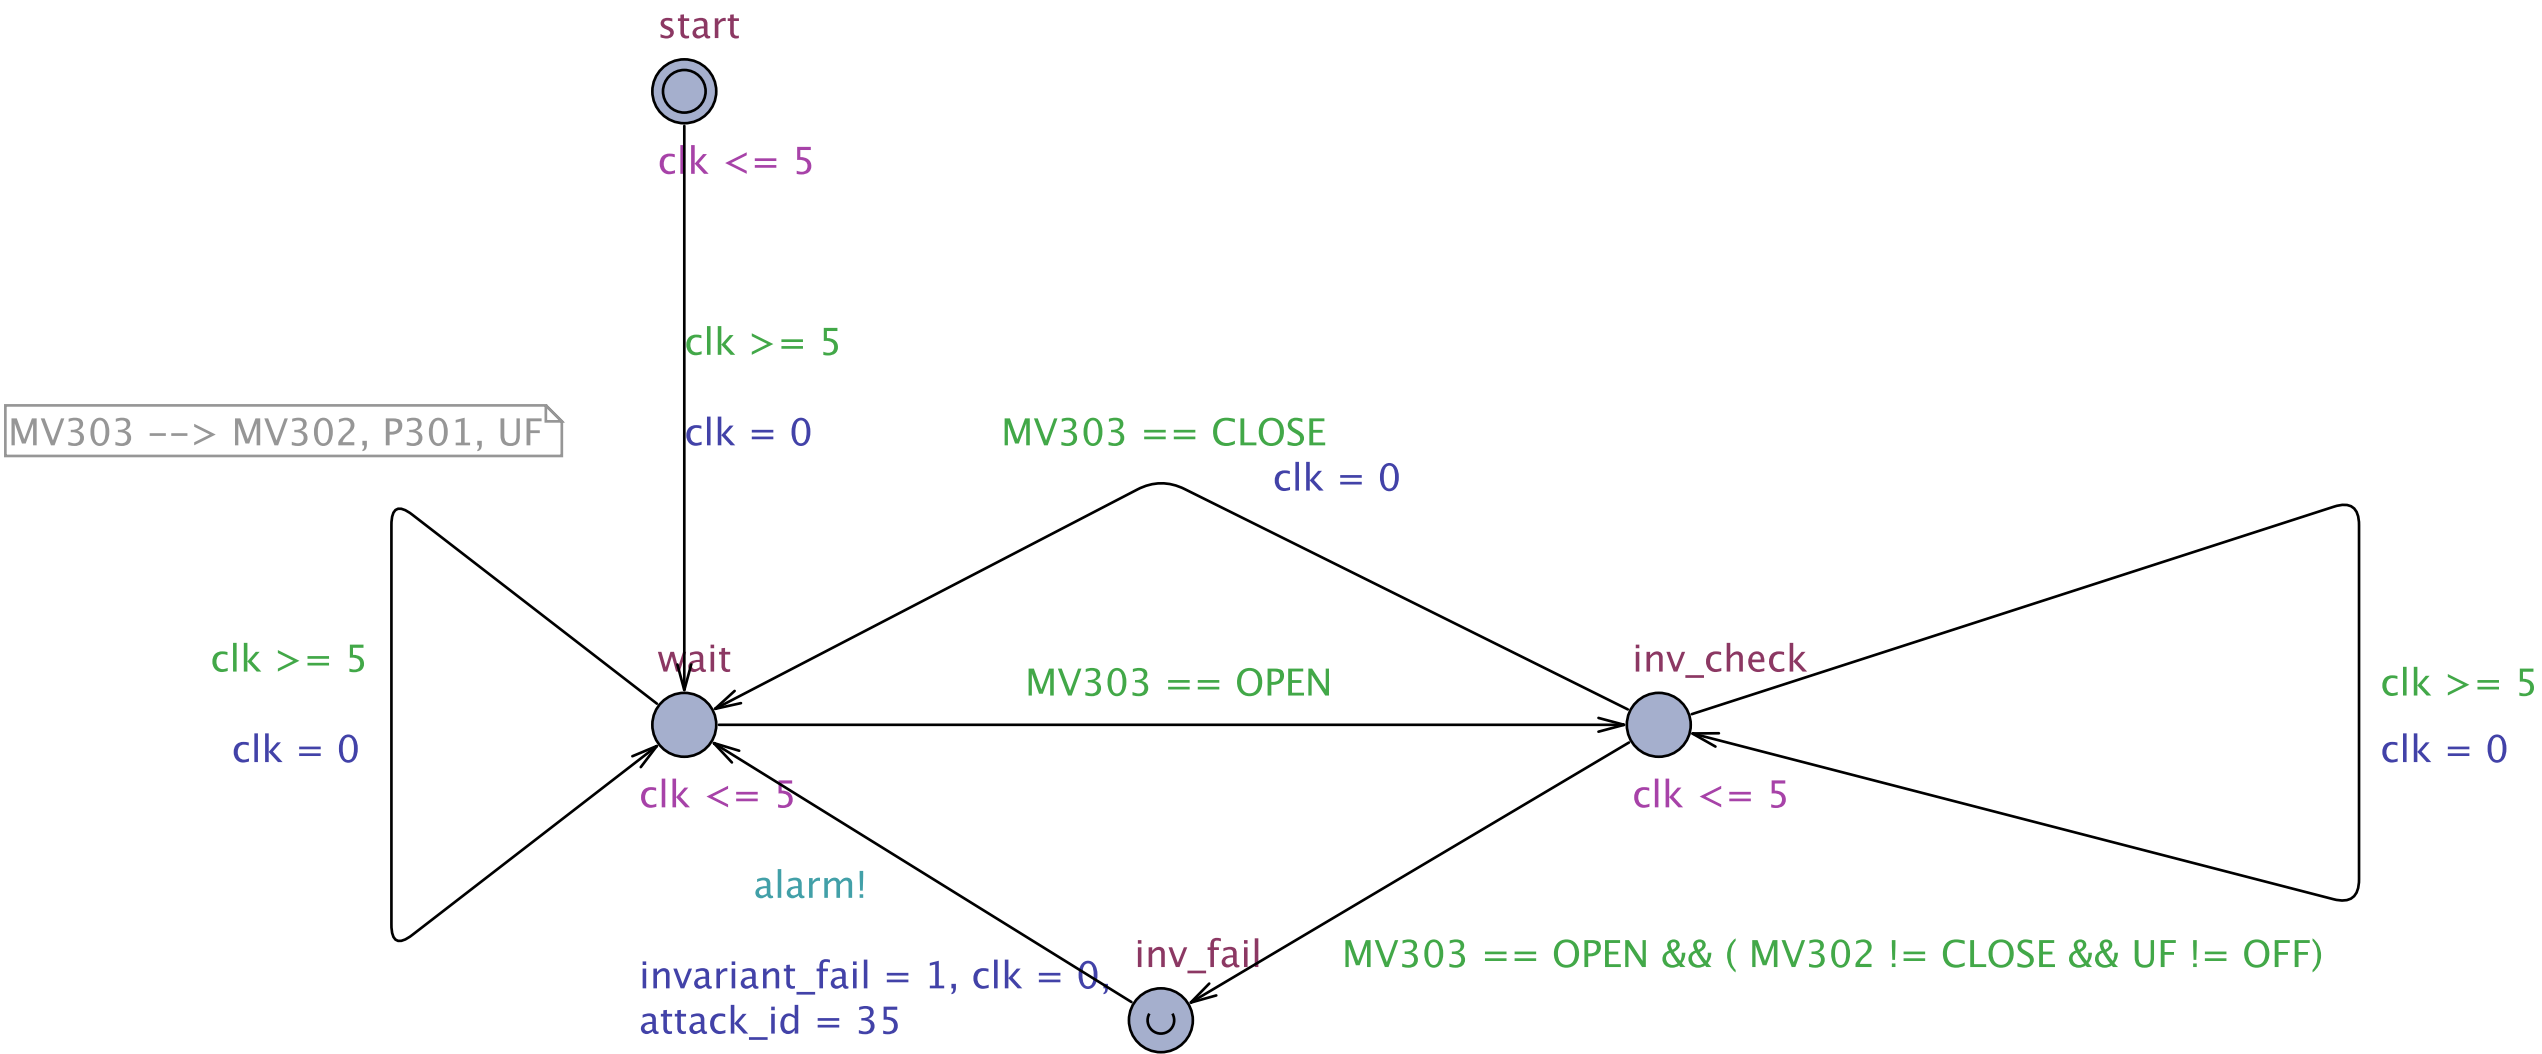 start
clk <= 5
clk >= 5
MV303 --> MV302, P301, UF
clk = 0
MV303 == CLOSE
clk = 0
clk >= 5
wait
MV303 == OPEN
inv_check
clk >= 5
clk = 0
clk <= 5
clk <= 5
clk = 0
alarm!
inv_fail
MV303 == OPEN && ( MV302 != CLOSE && UF != OFF)
invariant_fail = 1, clk = 0,
attack_id = 35